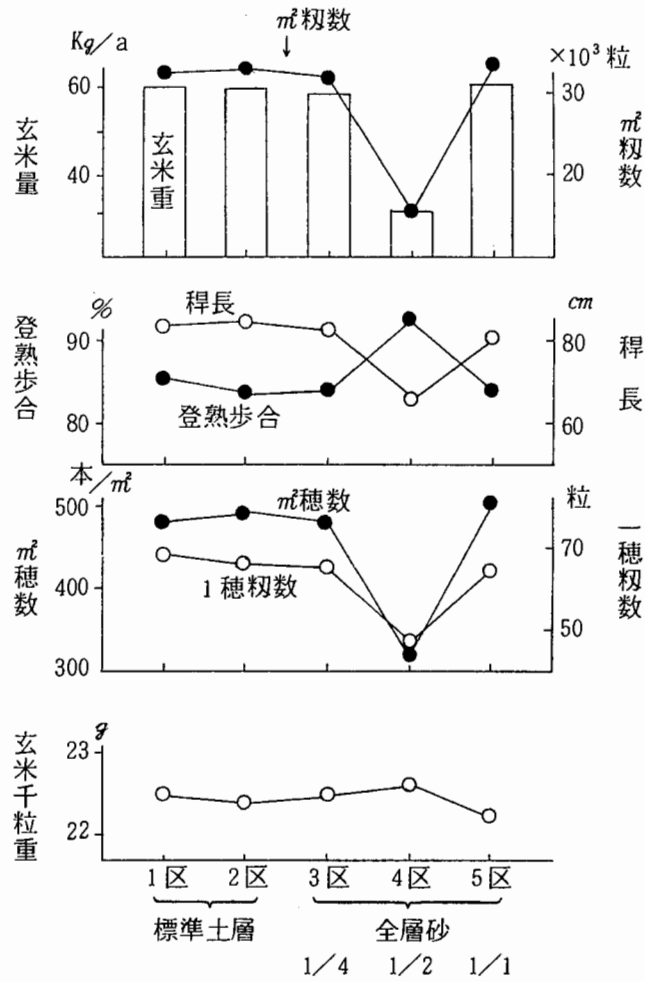 ㎡籾数
Kg/a
×10³粒
60
40
30
20
玄米量
玄米重
㎡籾数
%
稈長
cm
90
80
80
60
登熟歩合
登熟歩合
稈長
本/㎡
㎡穂数
粒
500
400
300
70
50
㎡穂数
1穂籾数
一穂籾数
g
23
22
玄米千粒重
1区 2区 3区 4区 5区
標準土層 全層砂
1/4 1/2 1/1